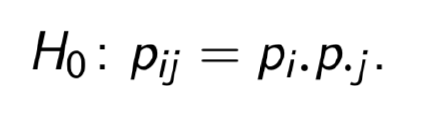 H₀: pᵢⱼ = pᵢ.p.ⱼ.